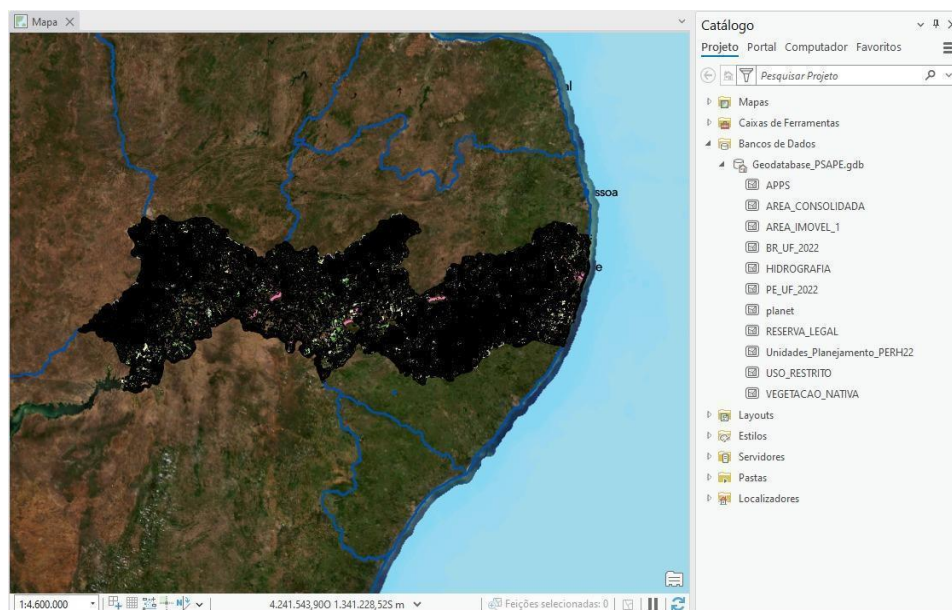 Mapa
al
ssoa
e
1:4.600.000
4.241.543,90O 1.341.228,52S m
Feições selecionadas: 0
Catálogo
Projeto Portal Computador Favoritos
Pesquisar Projeto
Mapas
Caixas de Ferramentas
Bancos de Dados
Geodatabase_PSAPE.gdb
APPS
AREA_CONSOLIDADA
AREA_IMOVEL_1
BR_UF_2022
HIDROGRAFIA
PE_UF_2022
planet
RESERVA_LEGAL
Unidades_Planejamento_PERH22
USO_RESTRITO
VEGETACAO_NATIVA
Layouts
Estilos
Servidores
Pastas
Localizadores